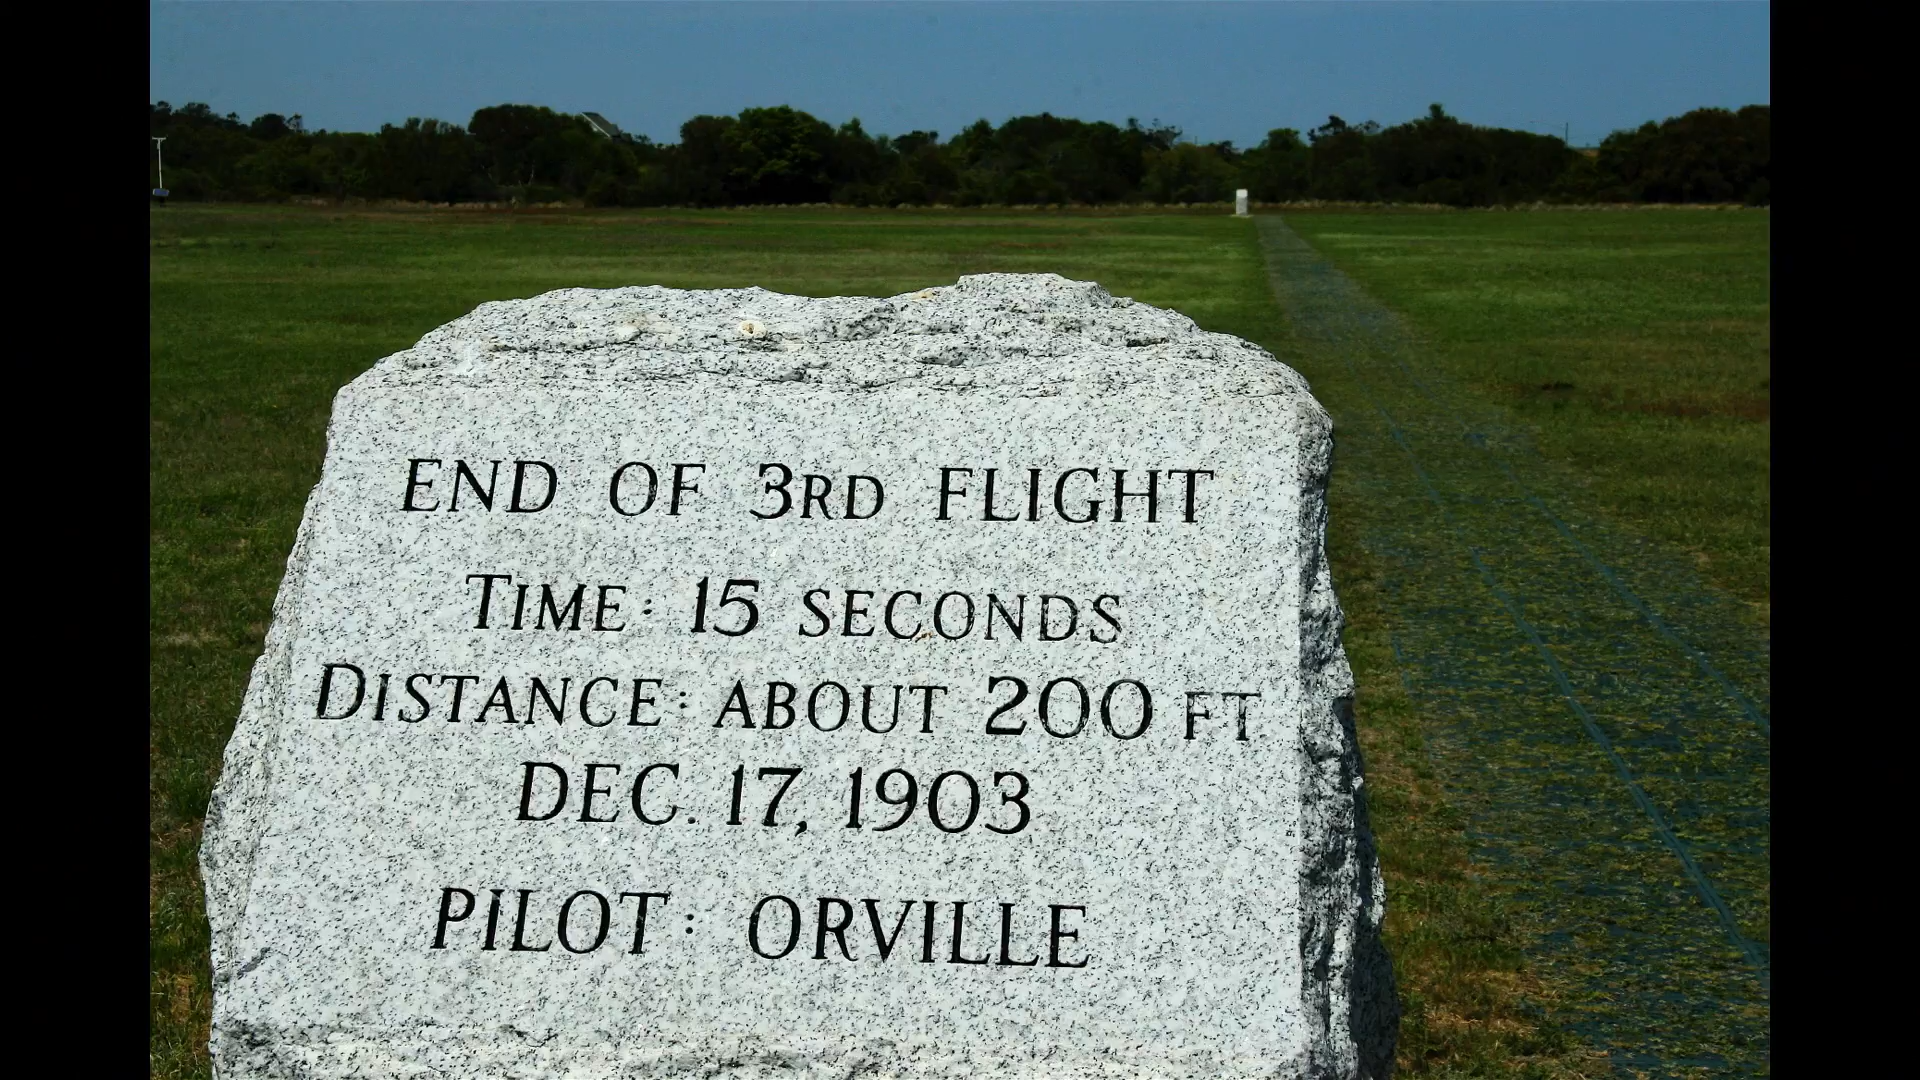 END OF 3RD FLIGHT
TIME: 15 SECONDS
DISTANCE: ABOUT 200 FT
DEC. 17, 1903
PILOT: ORVILLE